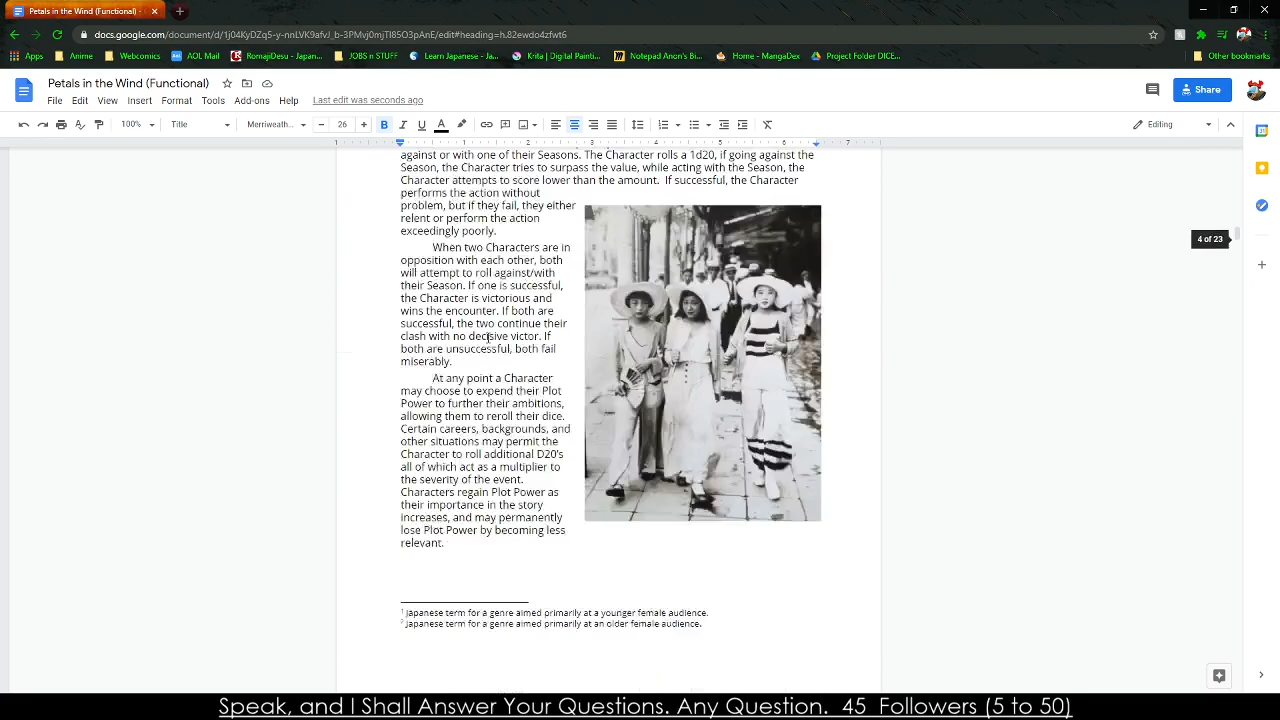 Petals in the Wind (Functional) -
docs.google.com/document/d/1j04KyDZq5-y-nnLVK9afvJ_b-3PMvj0mjTl85O3pAnE/edit#heading=h.82ewdo4zfwt6
Apps Anime Webcomics AOL Mail RomajiDesu - Japan... JOBS n STUFF Learn Japanese - Ja... Krita | Digital Painti... Notepad Anon's Bi... Home - MangaDex Project Folder DICE... Other bookmarks
Petals in the Wind (Functional)
File Edit View Insert Format Tools Add-ons Help Last edit was seconds ago
Share
100% Title Merriweath... 26 B I U A Editing
1 2 3 4 5 6 7
against or with one of their Seasons. The Character rolls a 1d20, if going against the
Season, the Character tries to surpass the value, while acting with the Season, the
Character attempts to score lower than the amount. If successful, the Character
performs the action without
problem, but if they fail, they either
relent or perform the action
exceedingly poorly.
4 of 23
When two Characters are in
opposition with each other, both
will attempt to roll against/with
their Season. If one is successful,
the Character is victorious and
wins the encounter. If both are
successful, the two continue their
clash with no decisive victor. If
both are unsuccessful, both fail
miserably.
At any point a Character
may choose to expend their Plot
Power to further their ambitions,
allowing them to reroll their dice.
Certain careers, backgrounds, and
other situations may permit the
Character to roll additional D20's
all of which act as a multiplier to
the severity of the event.
Characters regain Plot Power as
their importance in the story
increases, and may permanently
lose Plot Power by becoming less
relevant.
1 Japanese term for a genre aimed primarily at a younger female audience.
2 Japanese term for a genre aimed primarily at an older female audience.
Speak, and I Shall Answer Your Questions. Any Question. 45 Followers (5 to 50)